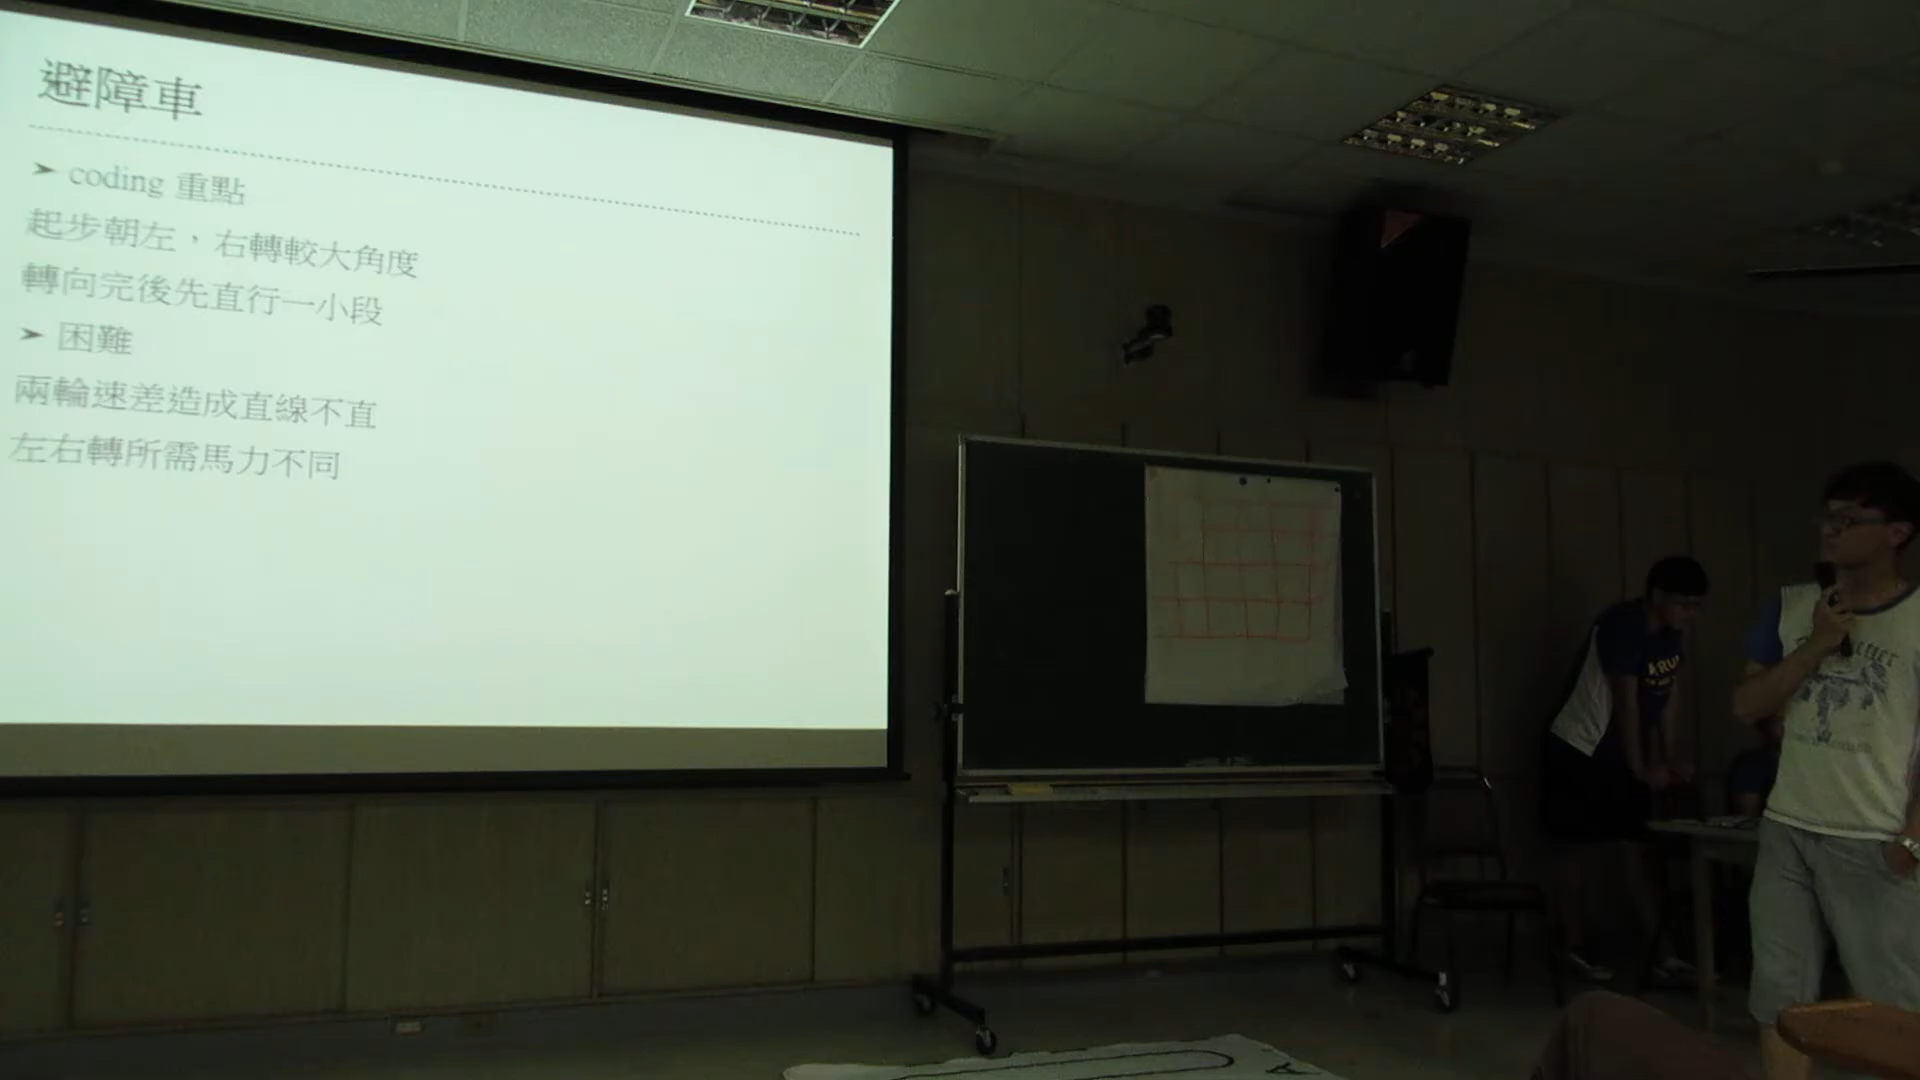 避障車
➤ coding 重點
起步朝左，右轉較大角度
轉向完後先直行一小段
➤ 困難
兩輪速差造成直線不直
左右轉所需馬力不同